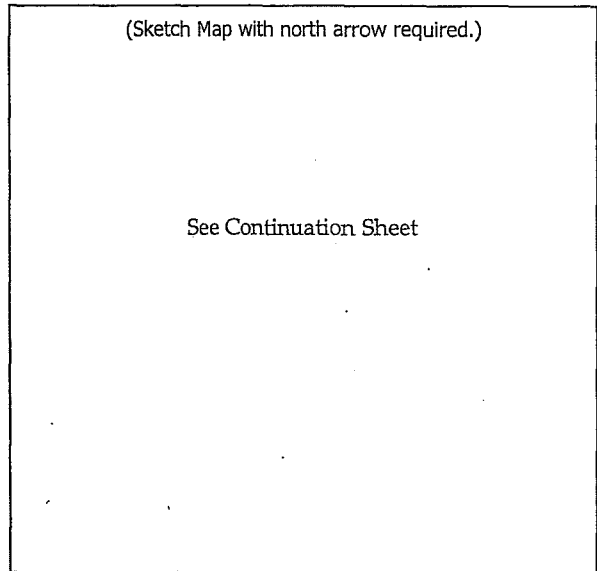 (Sketch Map with north arrow required.)
See Continuation Sheet